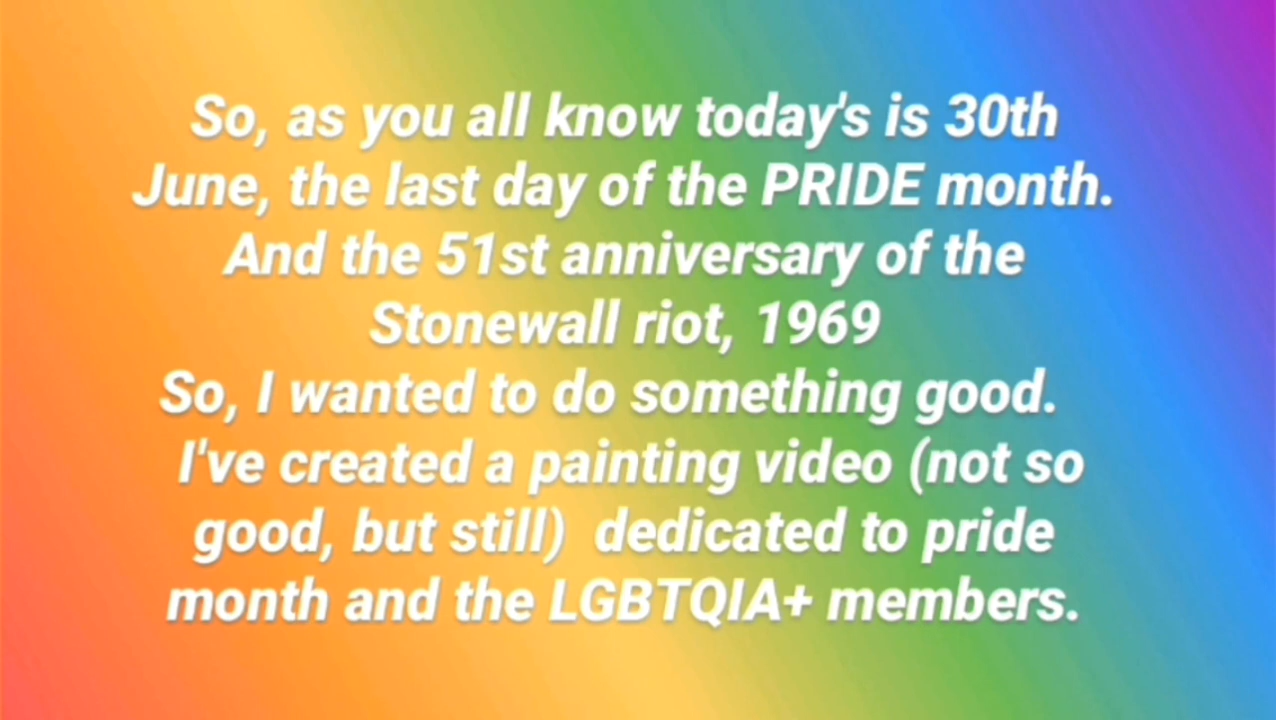 So, as you all know today's is 30th
June, the last day of the PRIDE month.
And the 51st anniversary of the
Stonewall riot, 1969
So, I wanted to do something good.
I've created a painting video (not so
good, but still)  dedicated to pride
month and the LGBTQIA+ members.